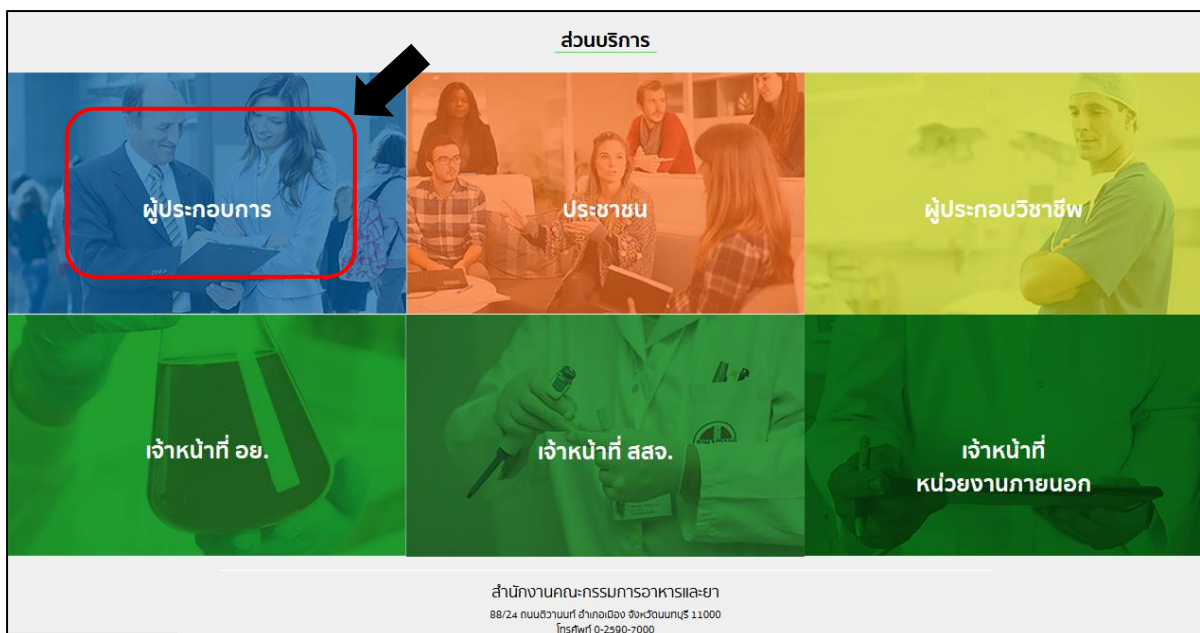 ส่วนบริการ
ผู้ประกอบการ
ประชาชน
ผู้ประกอบวิชาชีพ
เจ้าหน้าที่ อย.
เจ้าหน้าที่ สสจ.
เจ้าหน้าที่
หน่วยงานภายนอก
สำนักงานคณะกรรมการอาหารและยา
88/24 ถนนติวานนท์ อำเภอเมือง จังหวัดนนทบุรี 11000
โทรศัพท์ 0-2590-7000